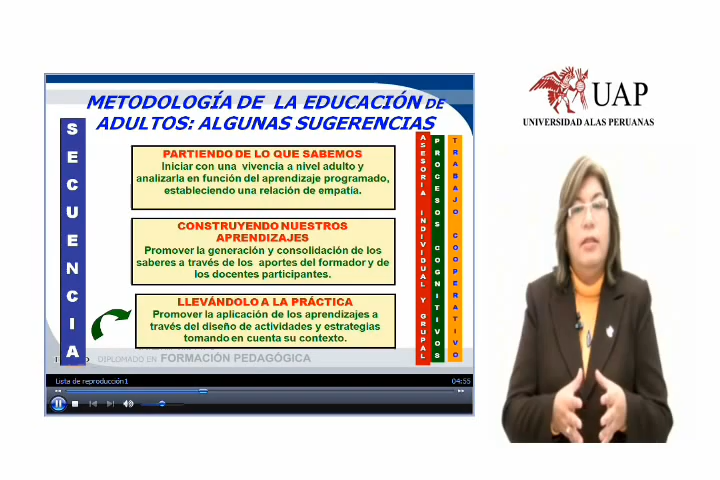 METODOLOGÍA DE LA EDUCACIÓN DE
ADULTOS: ALGUNAS SUGERENCIAS
SECUENCIA
PARTIENDO DE LO QUE SABEMOS
Iniciar con una vivencia a nivel adulto y
analizarla en función del aprendizaje programado,
estableciendo una relación de empatía.
CONSTRUYENDO NUESTROS
APRENDIZAJES
Promover la generación y consolidación de los
saberes a través de los aportes del formador y de
los docentes participantes.
LLEVÁNDOLO A LA PRÁCTICA
Promover la aplicación de los aprendizajes a
través del diseño de actividades y estrategias
tomando en cuenta su contexto.
ASESORIA INDIVIDUAL Y GRUPAL
PROCESOS COGNITIVOS
TRABAJO COOPERATIVO
DIPLOMADO EN FORMACIÓN PEDAGÓGICA
Lista de reproducción1
04:55
UAP
UNIVERSIDAD ALAS PERUANAS